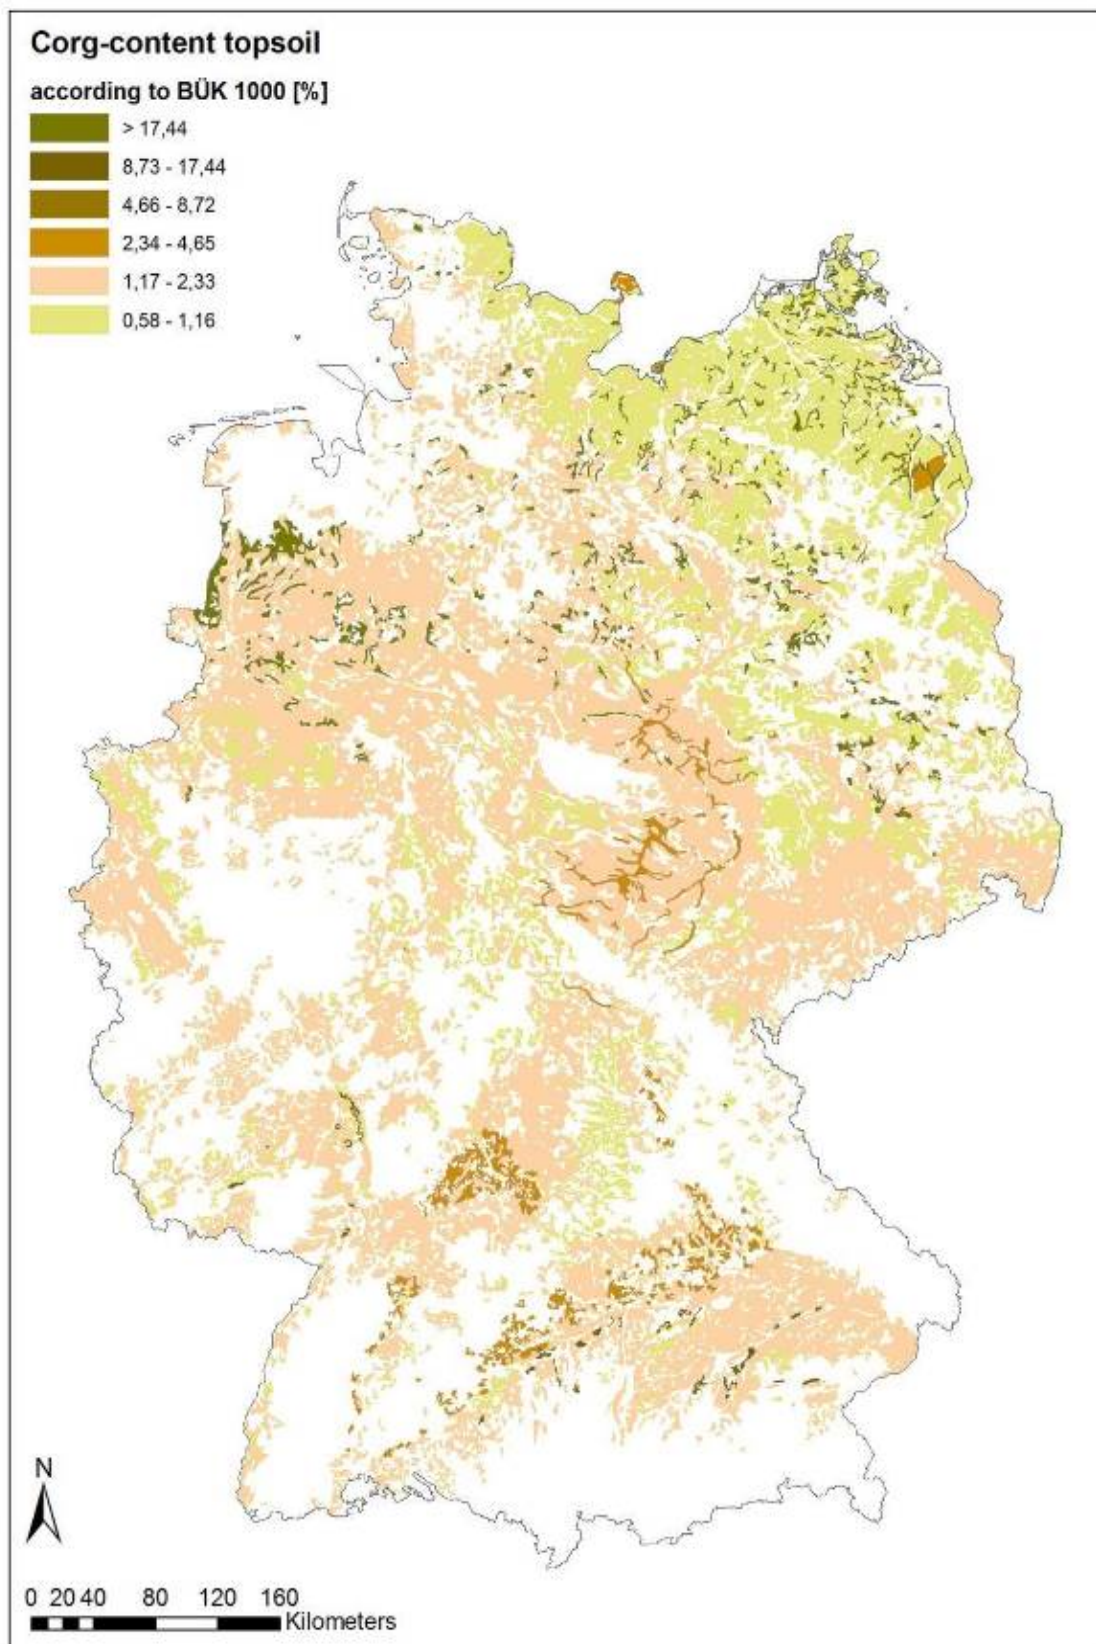 Corg-content topsoil
according to BÜK 1000 [%]
> 17,44
8,73 - 17,44
4,66 - 8,72
2,34 - 4,65
1,17 - 2,33
0,58 - 1,16
N
0 20 40 80 120 160
Kilometers